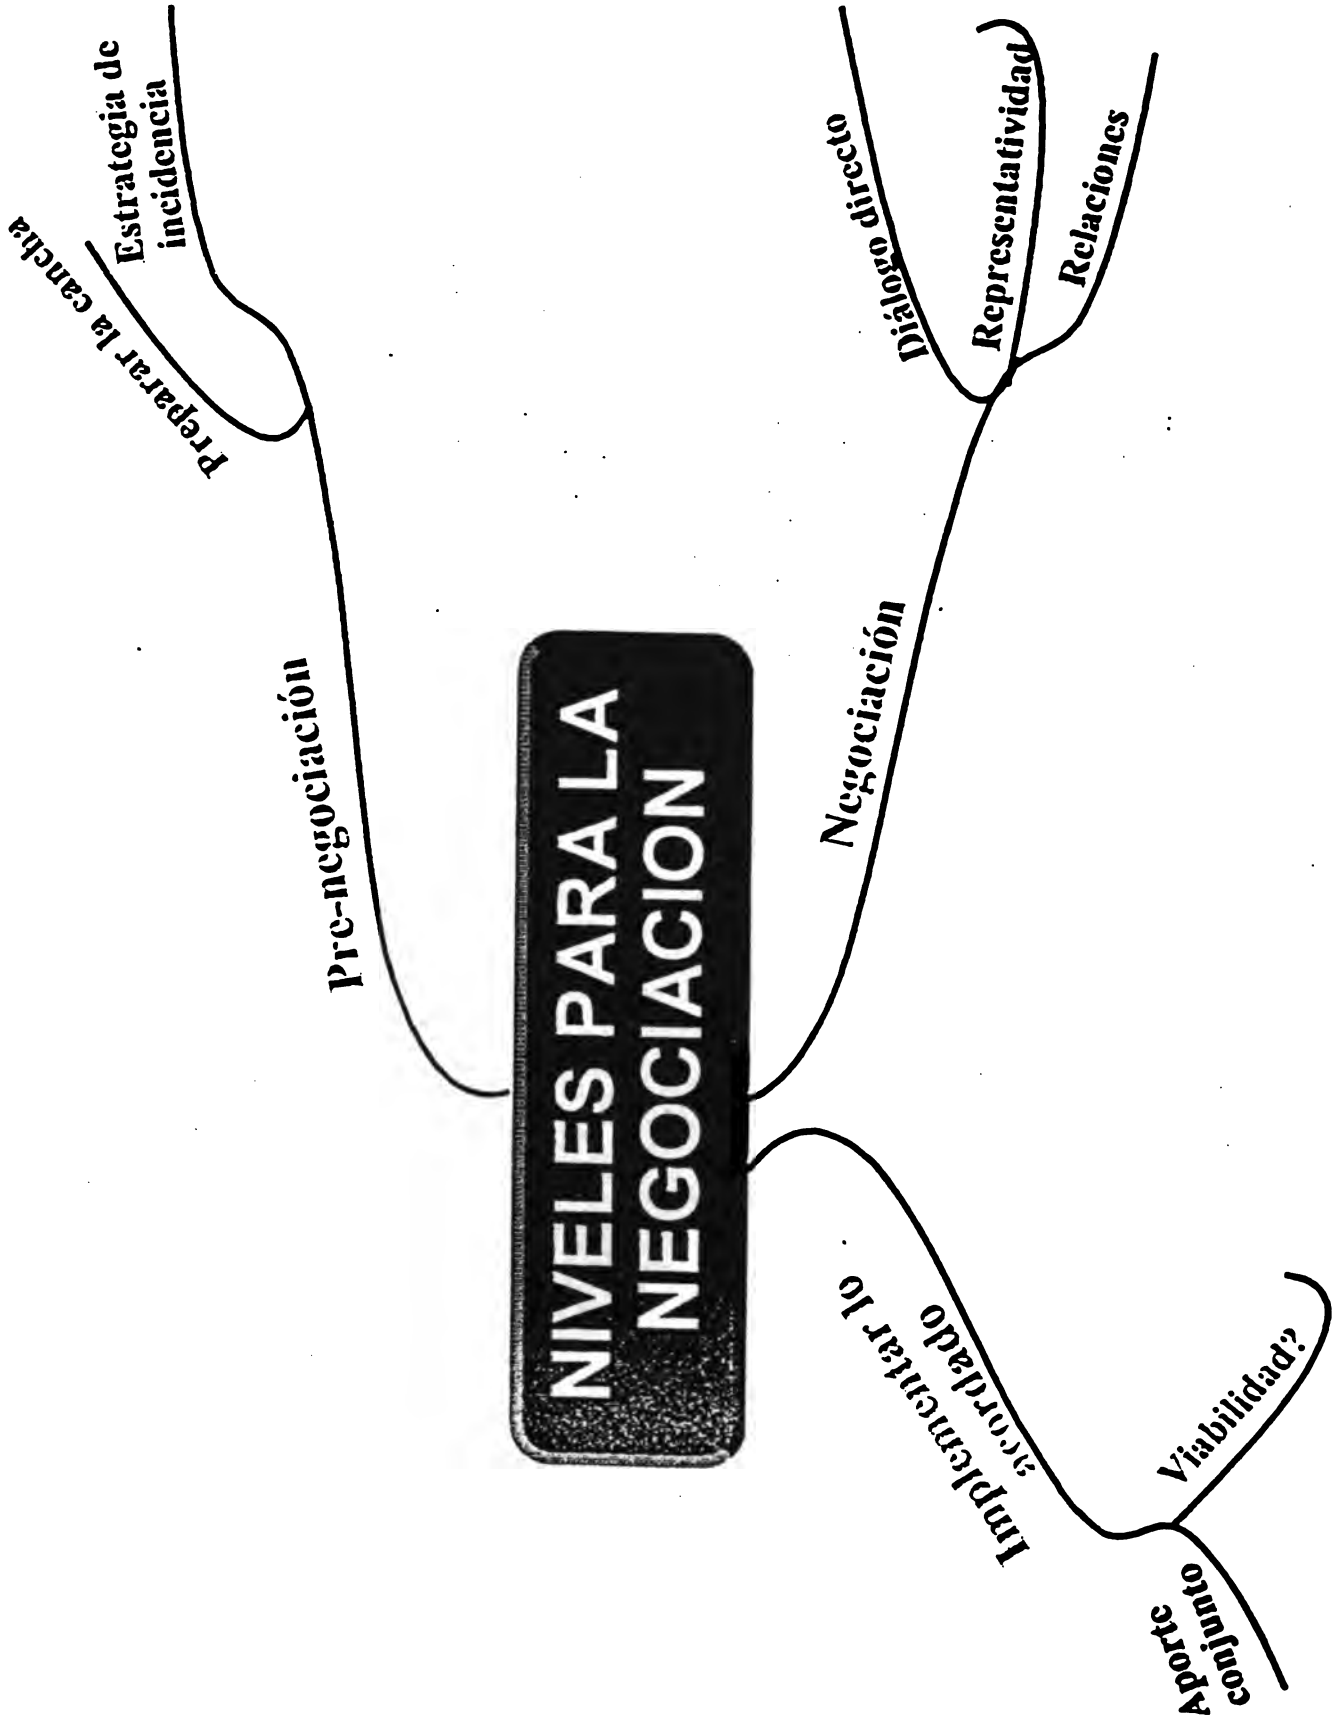 Preparar la cancha
Estrategia de
incidencia
Pre-negociación
NIVELES PARA LA
NEGOCIACION
Negociación
Diálogo directo
Representatividad
Relaciones
Implementar lo
acordado
Viabilidad?
Aporte
conjunto